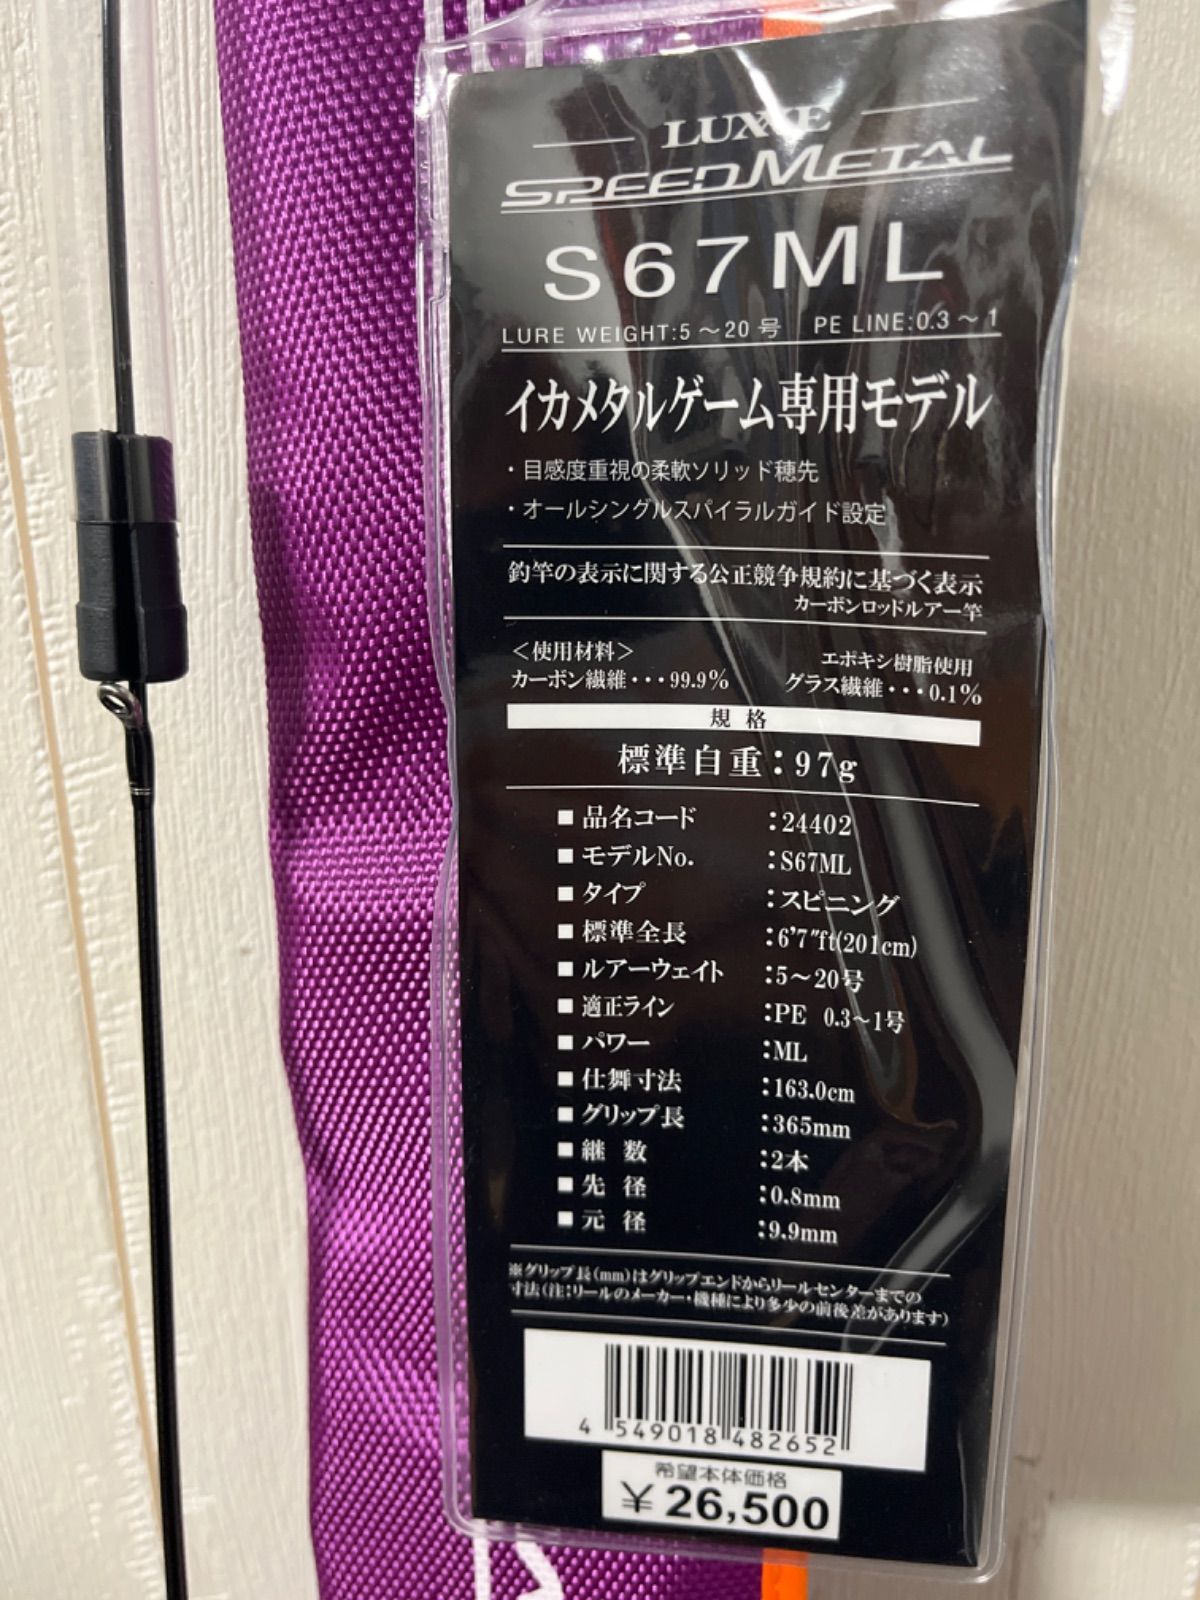 LUXXE
SPEED METAL
S67ML
LURE WEIGHT:5～20号 PE LINE:0.3～1
イカメタルゲーム専用モデル
・目感度重視の柔軟ソリッド穂先
・オールシングルスパイラルガイド設定
釣竿の表示に関する公正競争規約に基づく表示
カーボンロッドルアー竿
＜使用材料＞ エポキシ樹脂使用
カーボン繊維・・・99.9% グラス繊維・・・0.1%
規格
標準自重：97g
■品名コード ：24402
■モデルNo. ：S67ML
■タイプ ：スピニング
■標準全長 ：6'7"ft(201cm)
■ルアーウェイト ：5～20号
■適正ライン ：PE 0.3～1号
■パワー ：ML
■仕舞寸法 ：163.0cm
■グリップ長 ：365mm
■継数 ：2本
■先径 ：0.8mm
■元径 ：9.9mm
※グリップ長(mm)はグリップエンドからリールセンターまでの
寸法(注:リールのメーカー・機種により多少の前後差があります)
4 549018 482652
希望本体価格
￥26,500